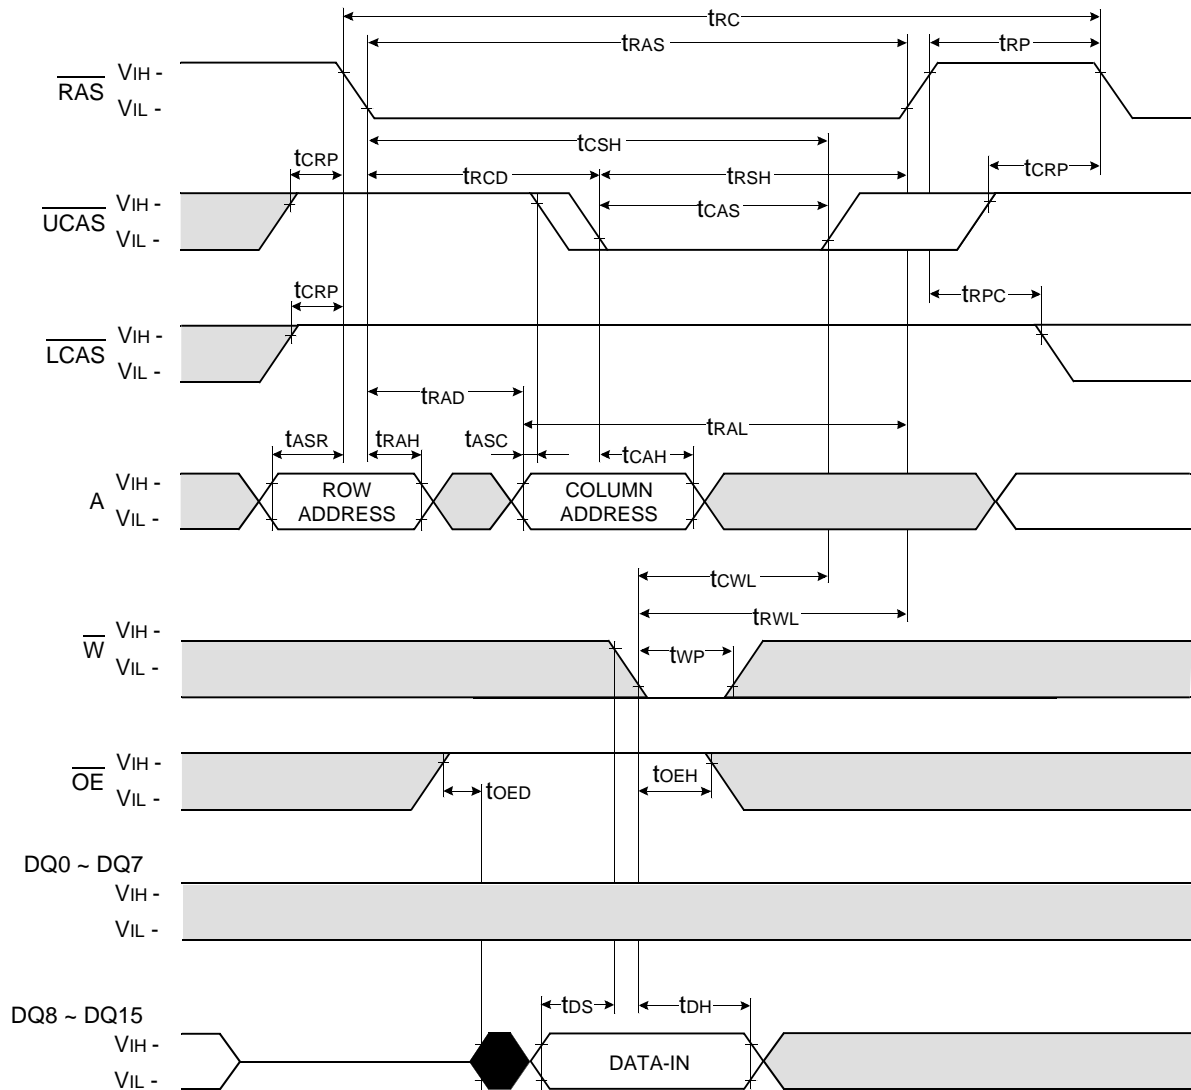 tRC
tRAS tRP
RAS VIH -
VIL -
tCSH
tCRP tRCD tRSH tCRP
UCAS VIH -
VIL -
tCAS
tCRP tRPC
LCAS VIH -
VIL -
tRAD
tRAL
tASR tRAH tASC tCAH
A VIH -
VIL -
ROW
ADDRESS
COLUMN
ADDRESS
tCWL
tRWL
W VIH -
VIL -
tWP
OE VIH -
VIL -
tOED tOEH
DQ0 ~ DQ7
VIH -
VIL -
tDS tDH
DQ8 ~ DQ15
VIH -
VIL -
DATA-IN